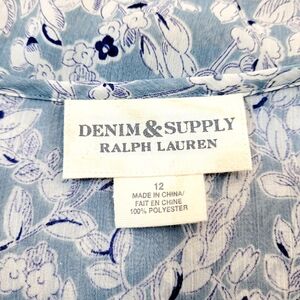 DENIM&SUPPLY
RALPH LAUREN
12
MADE IN CHINA/
FAIT EN CHINE
100% POLYESTER